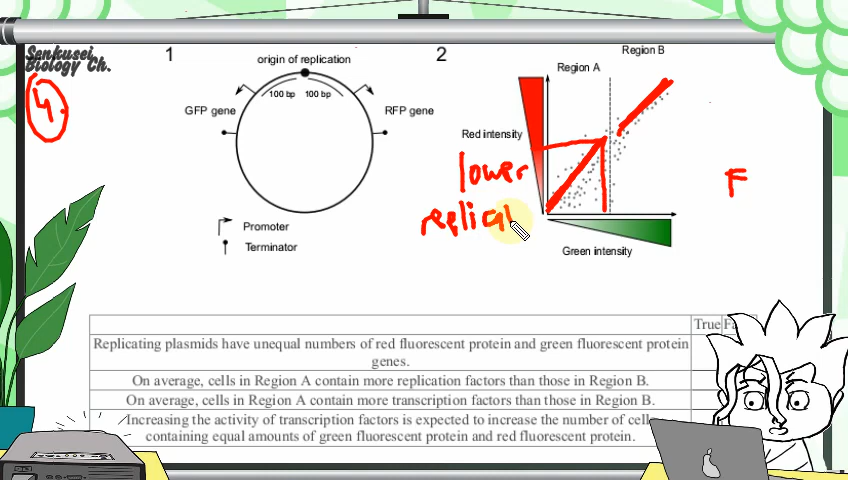 Senkusei
Biology Ch.
4.
1
origin of replication
100 bp 100 bp
GFP gene
RFP gene
Promoter
Terminator
2
Region B
Region A
Red intensity
lower
F
Green intensity
True
Replicating plasmids have unequal numbers of red fluorescent protein and green fluorescent protein
genes.
On average, cells in Region A contain more replication factors than those in Region B.
On average, cells in Region A contain more transcription factors than those in Region B.
Increasing the activity of transcription factors is expected to increase the number of cell
containing equal amounts of green fluorescent protein and red fluorescent protein.